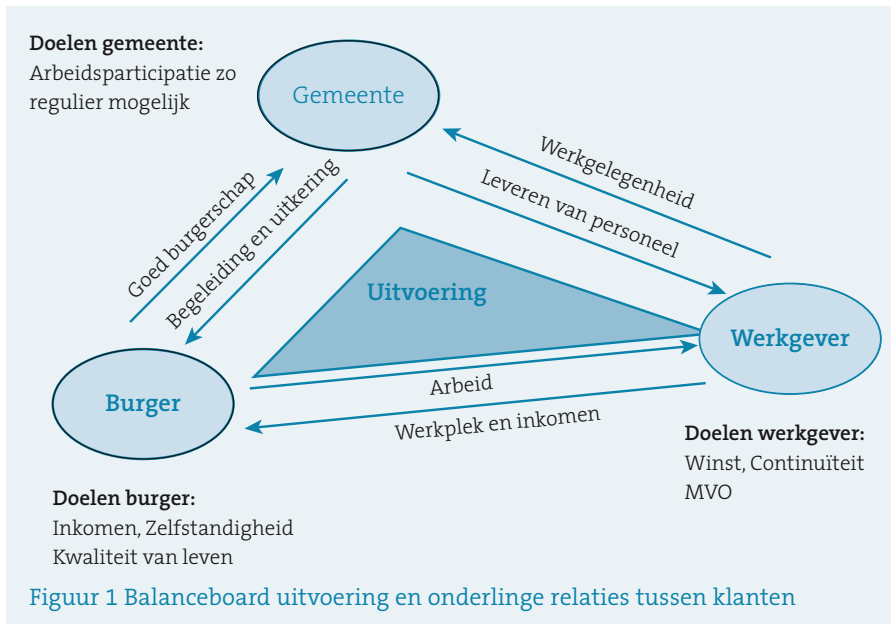 Doelen gemeente:
Arbeidsparticipatie zo
regulier mogelijk
Gemeente
Werkgelegenheid
Leveren van personeel
Goed burgerschap
Begeleiding en uitkering
Uitvoering
Werkgever
Burger
Arbeid
Werkplek en inkomen
Doelen werkgever:
Winst, Continuïteit
MVO
Doelen burger:
Inkomen, Zelfstandigheid
Kwaliteit van leven
Figuur 1 Balanceboard uitvoering en onderlinge relaties tussen klanten